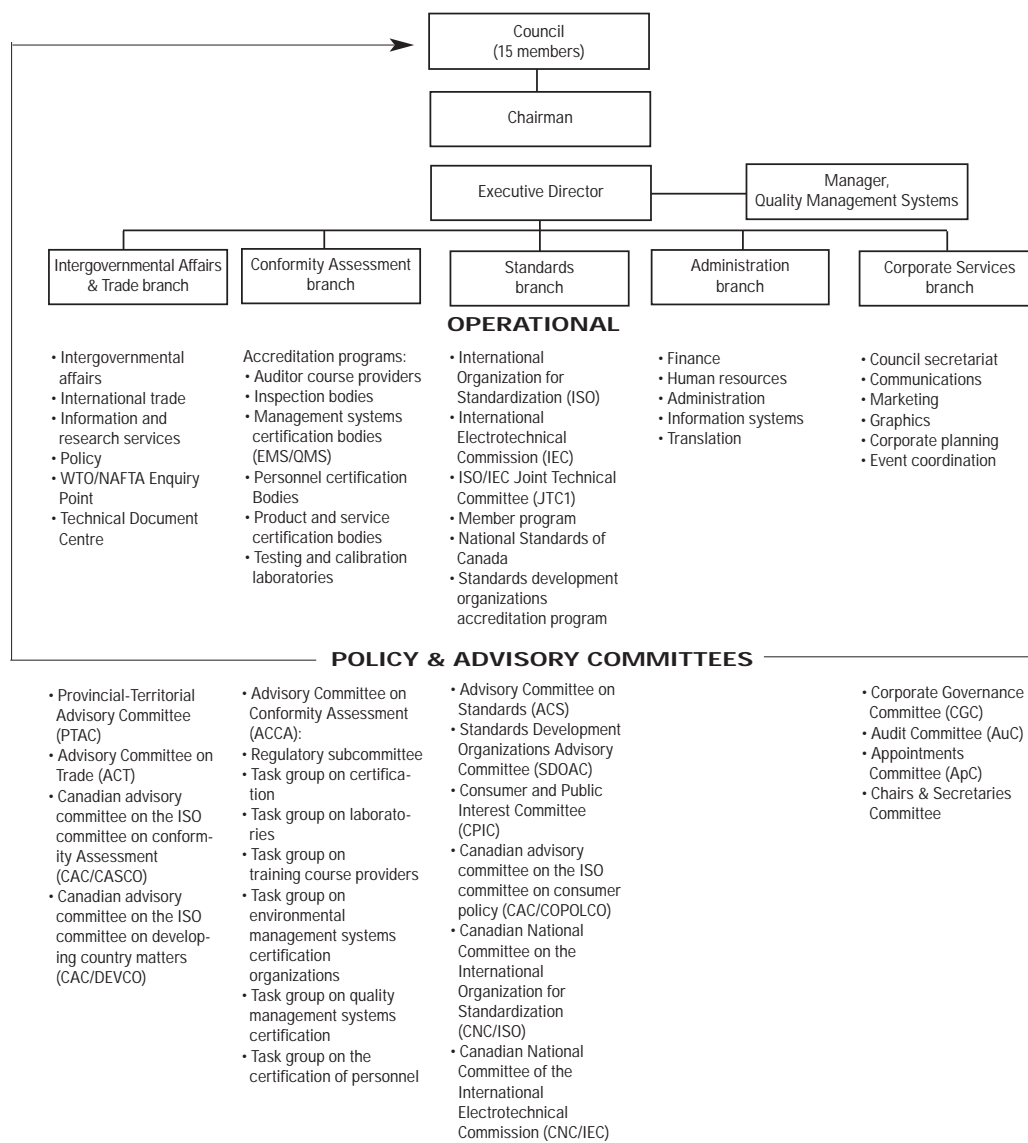 Council
(15 members)
Chairman
Executive Director
Manager,
Quality Management Systems
Intergovernmental Affairs
& Trade branch
Conformity Assessment
branch
Standards
branch
Administration
branch
Corporate Services
branch
OPERATIONAL
• Intergovernmental
affairs
• International trade
• Information and
research services
• Policy
• WTO/NAFTA Enquiry
Point
• Technical Document
Centre
Accreditation programs:
• Auditor course providers
• Inspection bodies
• Management systems
certification bodies
(EMS/QMS)
• Personnel certification
Bodies
• Product and service
certification bodies
• Testing and calibration
laboratories
• International
Organization for
Standardization (ISO)
• International
Electrotechnical
Commission (IEC)
• ISO/IEC Joint Technical
Committee (JTC1)
• Member program
• National Standards of
Canada
• Standards development
organizations
accreditation program
• Finance
• Human resources
• Administration
• Information systems
• Translation
• Council secretariat
• Communications
• Marketing
• Graphics
• Corporate planning
• Event coordination
POLICY & ADVISORY COMMITTEES
• Provincial-Territorial
Advisory Committee
(PTAC)
• Advisory Committee on
Trade (ACT)
• Canadian advisory
committee on the ISO
committee on conform-
ity Assessment
(CAC/CASCO)
• Canadian advisory
committee on the ISO
committee on develop-
ing country matters
(CAC/DEVCO)
• Advisory Committee on
Conformity Assessment
(ACCA):
• Regulatory subcommittee
• Task group on certifica-
tion
• Task group on laborato-
ries
• Task group on
training course providers
• Task group on
environmental
management systems
certification
organizations
• Task group on quality
management systems
certification
• Task group on the
certification of personnel
• Advisory Committee on
Standards (ACS)
• Standards Development
Organizations Advisory
Committee (SDOAC)
• Consumer and Public
Interest Committee
(CPIC)
• Canadian advisory
committee on the ISO
committee on consumer
policy (CAC/COPOLCO)
• Canadian National
Committee on the
International
Organization for
Standardization
(CNC/ISO)
• Canadian National
Committee of the
International
Electrotechnical
Commission (CNC/IEC)
• Corporate Governance
Committee (CGC)
• Audit Committee (AuC)
• Appointments
Committee (ApC)
• Chairs & Secretaries
Committee